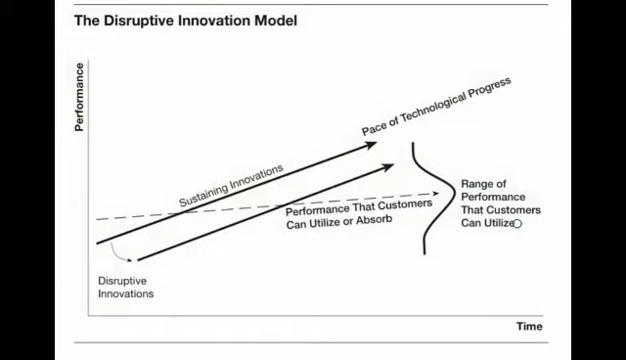 The Disruptive Innovation Model
Performance
Pace of Technological Progress
Sustaining Innovations
Performance That Customers
Can Utilize or Absorb
Range of
Performance
That Customers
Can Utilize
Disruptive
Innovations
Time